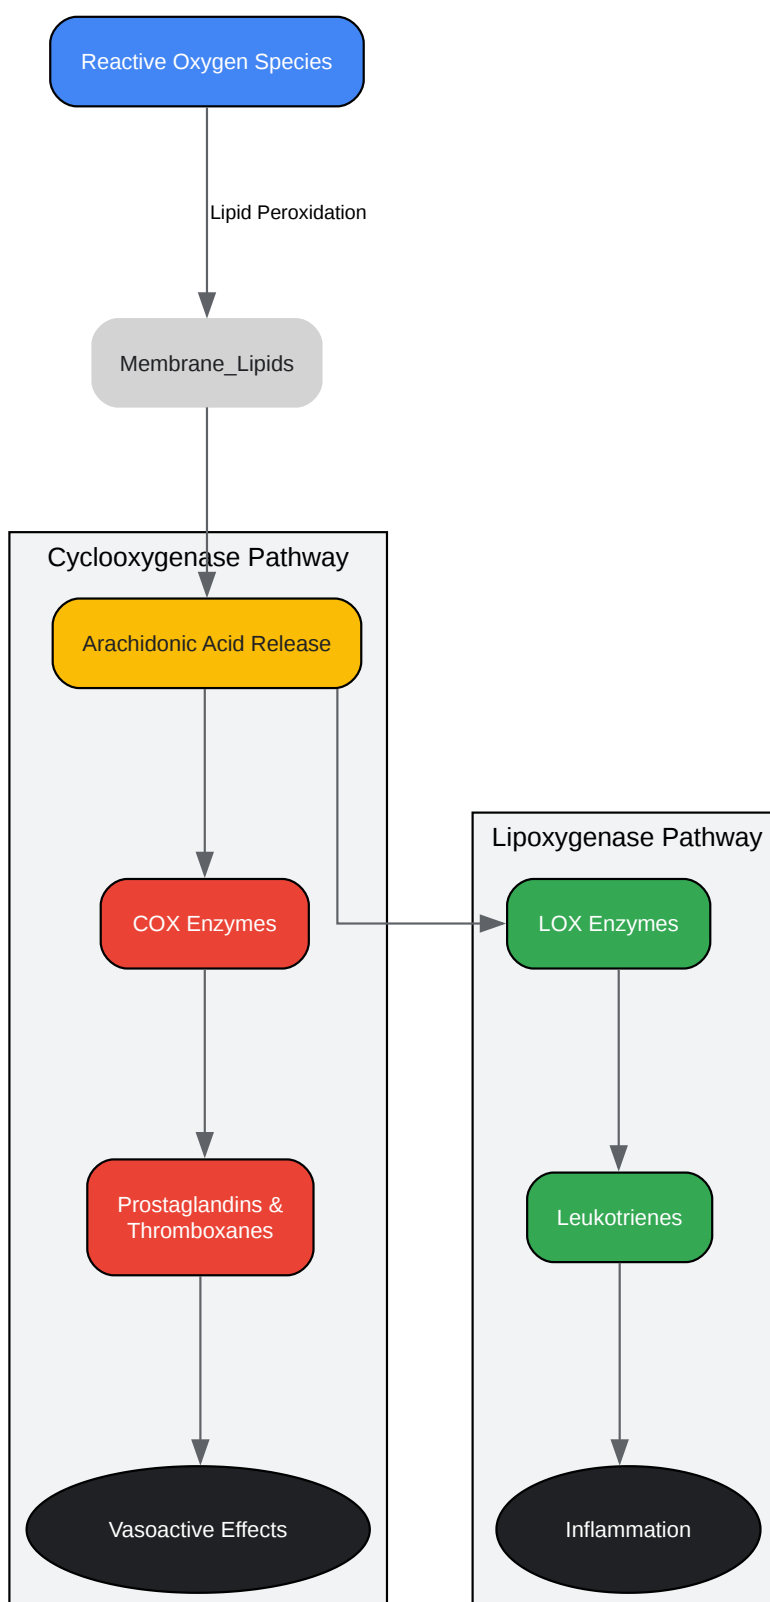 Reactive Oxygen Species
Lipid Peroxidation
Membrane_Lipids
Cyclooxygenase Pathway
Arachidonic Acid Release
Lipoxygenase Pathway
COX Enzymes
LOX Enzymes
Prostaglandins &
Thromboxanes
Leukotrienes
Vasoactive Effects
Inflammation